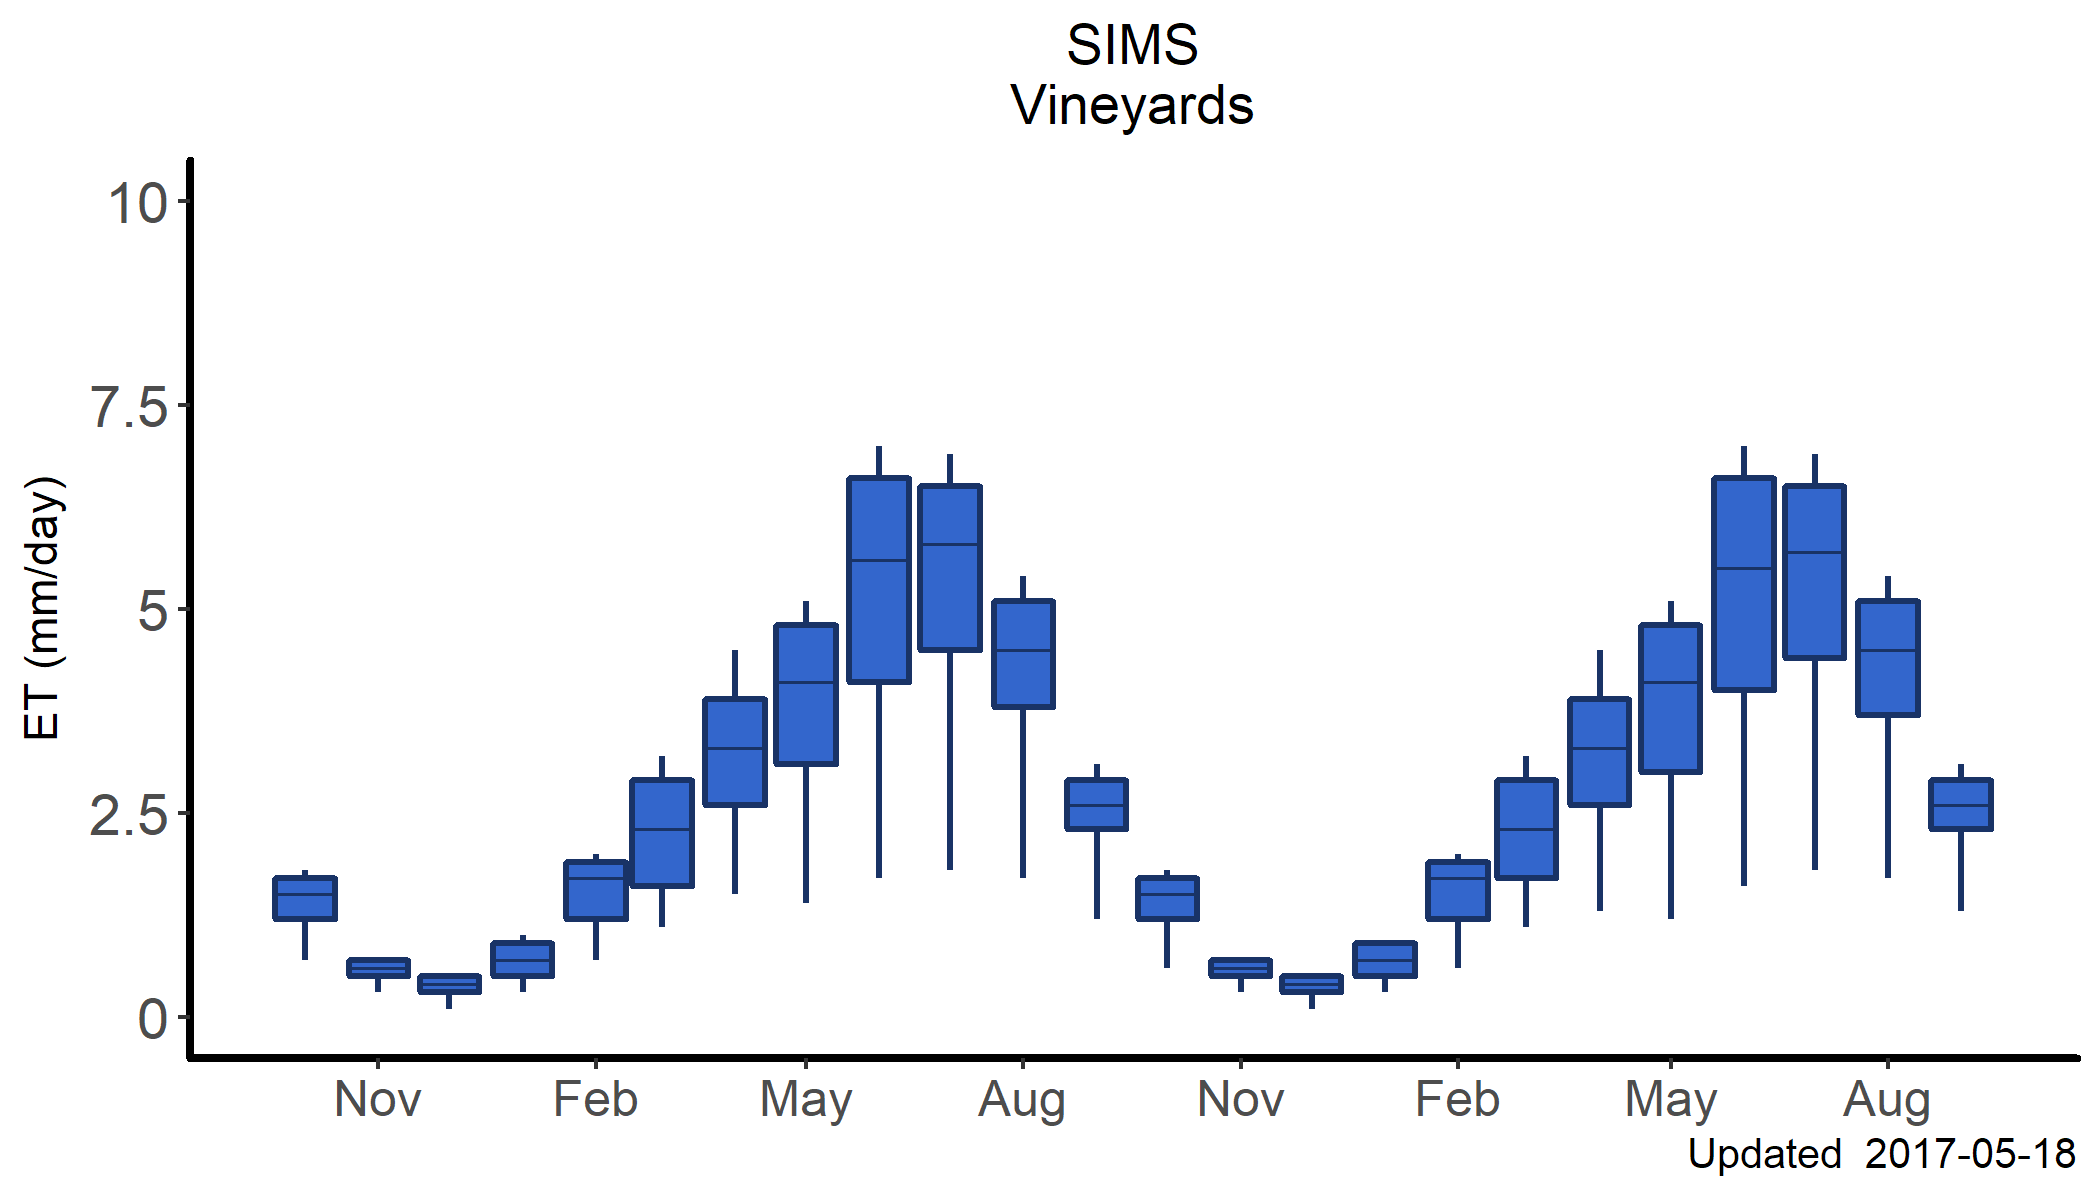 SIMS
Vineyards
10
7.5
5
2.5
0
ET (mm/day)
Nov Feb May Aug Nov Feb May Aug
Updated 2017-05-18